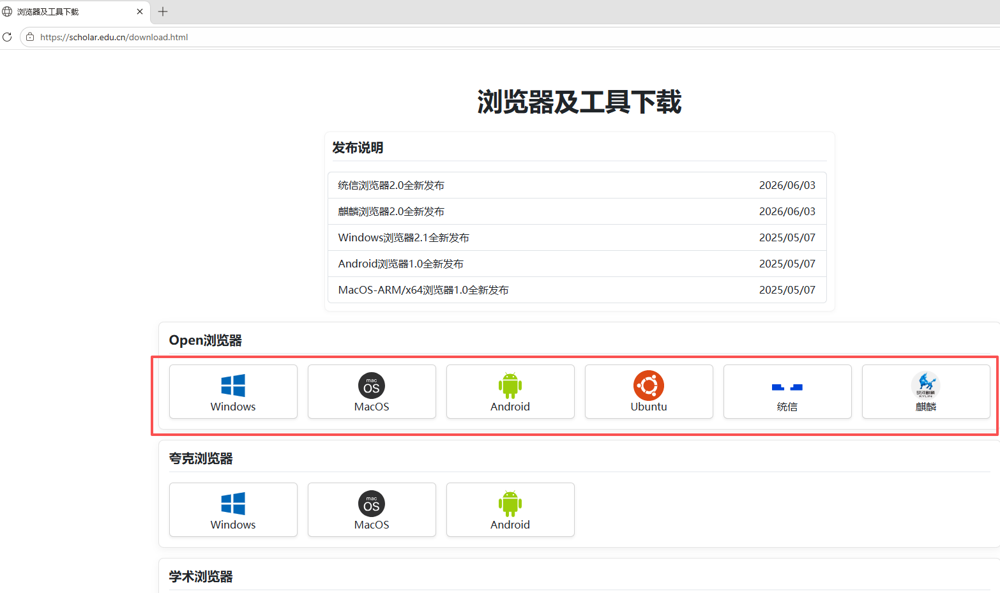 浏览器及工具下载
https://scholar.edu.cn/download.html
浏览器及工具下载
发布说明
统信浏览器2.0全新发布 2026/06/03
麒麟浏览器2.0全新发布 2026/06/03
Windows浏览器2.1全新发布 2025/05/07
Android浏览器1.0全新发布 2025/05/07
MacOS-ARM/x64浏览器1.0全新发布 2025/05/07
Open浏览器
mac
OS
银河麒麟
KYLIN
Windows MacOS Android Ubuntu 统信 麒麟
夸克浏览器
mac
OS
Windows MacOS Android
学术浏览器